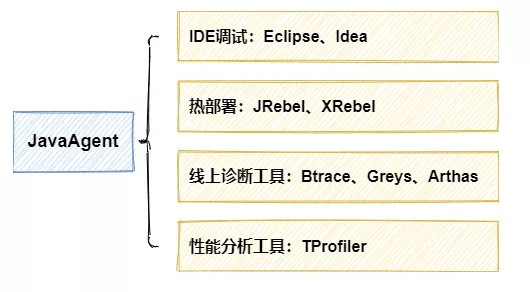 IDE调试：Eclipse、Idea
热部署：JRebel、XRebel
JavaAgent
线上诊断工具：Btrace、Greys、Arthas
性能分析工具：TProfiler